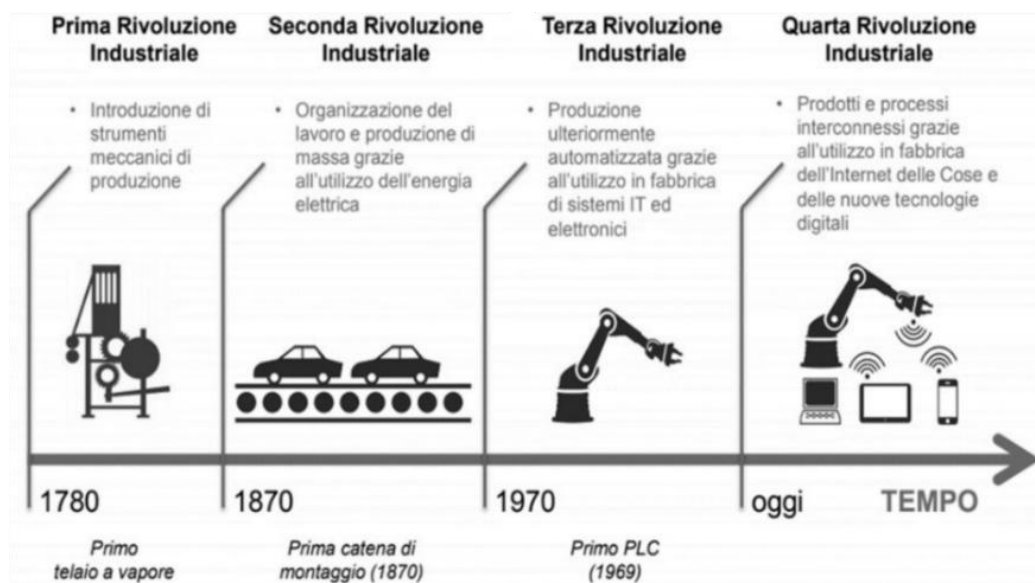 Prima Rivoluzione
Industriale
• Introduzione di
strumenti
meccanici di
produzione
Seconda Rivoluzione
Industriale
• Organizzazione del
lavoro e produzione di
massa grazie
all'utilizzo dell'energia
elettrica
Terza Rivoluzione
Industriale
• Produzione
ulteriormente
automatizzata grazie
all'utilizzo in fabbrica
di sistemi IT ed
elettronici
Quarta Rivoluzione
Industriale
• Prodotti e processi
interconnessi grazie
all'utilizzo in fabbrica
dell'Internet delle Cose e
delle nuove tecnologie
digitali
1780
1870
1970
oggi
TEMPO
Primo
telaio a vapore
Prima catena di
montaggio (1870)
Primo PLC
(1969)